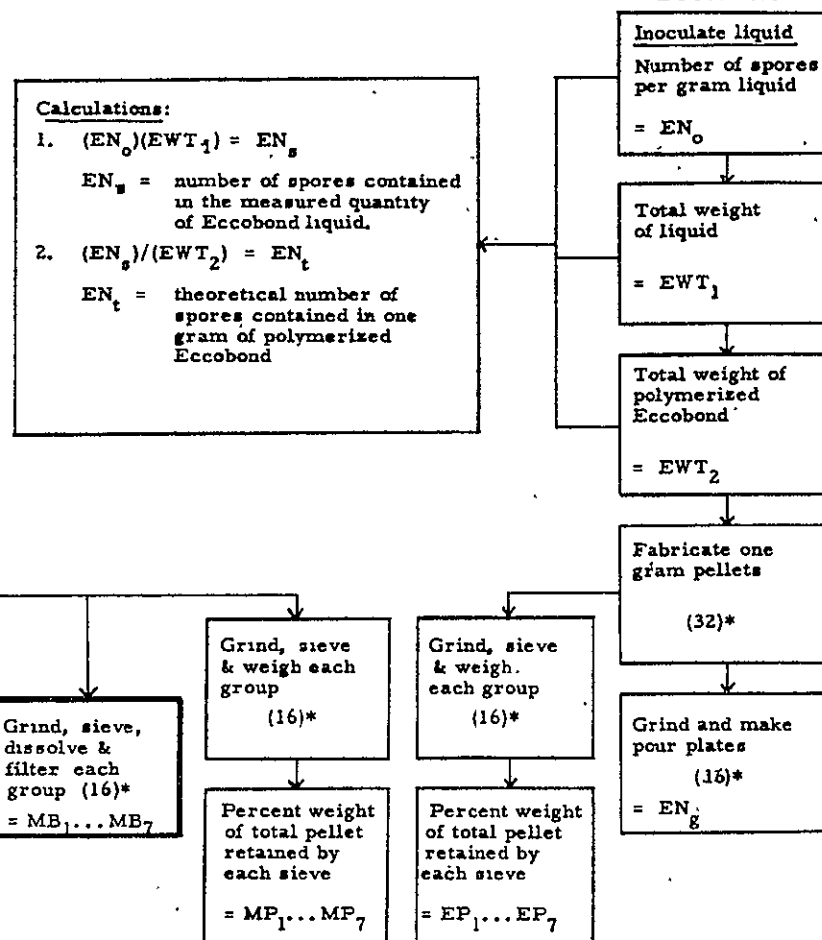 Inoculate liquid
Number of spores
per gram liquid
= EN_o
Calculations:
1. (EN_o)(EWT_1) = EN_s
EN_s = number of spores contained
in the measured quantity
of Eccobond liquid.
2. (EN_s)/(EWT_2) = EN_t
EN_t = theoretical number of
spores contained in one
gram of polymerized
Eccobond
Total weight
of liquid
= EWT_1
Total weight of
polymerized
Eccobond
= EWT_2
Fabricate one
gram pellets
(32)*
Grind, sieve,
dissolve &
filter each
group (16)*
= MB_1...MB_7
Grind, sieve
& weigh each
group
(16)*
Percent weight
of total pellet
retained by
each sieve
= MP_1...MP_7
Grind, sieve
& weigh.
each group
(16)*
Percent weight
of total pellet
retained by
each sieve
= EP_1...EP_7
Grind and make
pour plates
(16)*
= EN_g